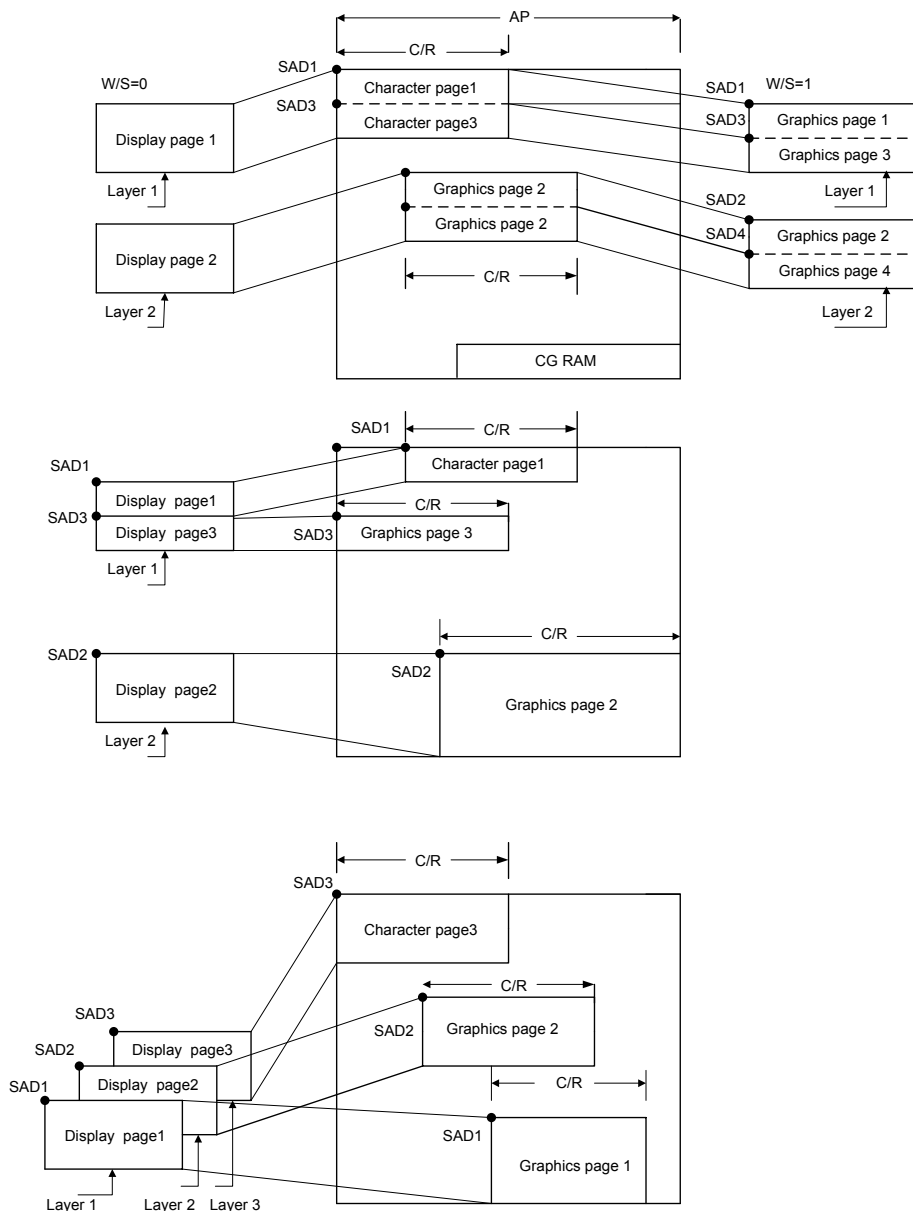 AP
C/R
W/S=0
SAD1
Character page1
SAD3
Character page3
Display page 1
Layer 1
W/S=1
SAD1
SAD3
Graphics page 1
Graphics page 3
Layer 1
Graphics page 2
Graphics page 2
Display page 2
Layer 2
C/R
SAD2
SAD4
Graphics page 2
Graphics page 4
Layer 2
CG RAM
SAD1
C/R
Character page1
SAD1
Display page1
SAD3
Display page3
Layer 1
C/R
SAD3
Graphics page 3
C/R
SAD2
Display page2
Layer 2
SAD2
Graphics page 2
C/R
SAD3
Character page3
C/R
SAD2
Graphics page 2
SAD3
Display page3
SAD2
Display page2
SAD1
Display page1
Layer 1
Layer 2
Layer 3
C/R
SAD1
Graphics page 1